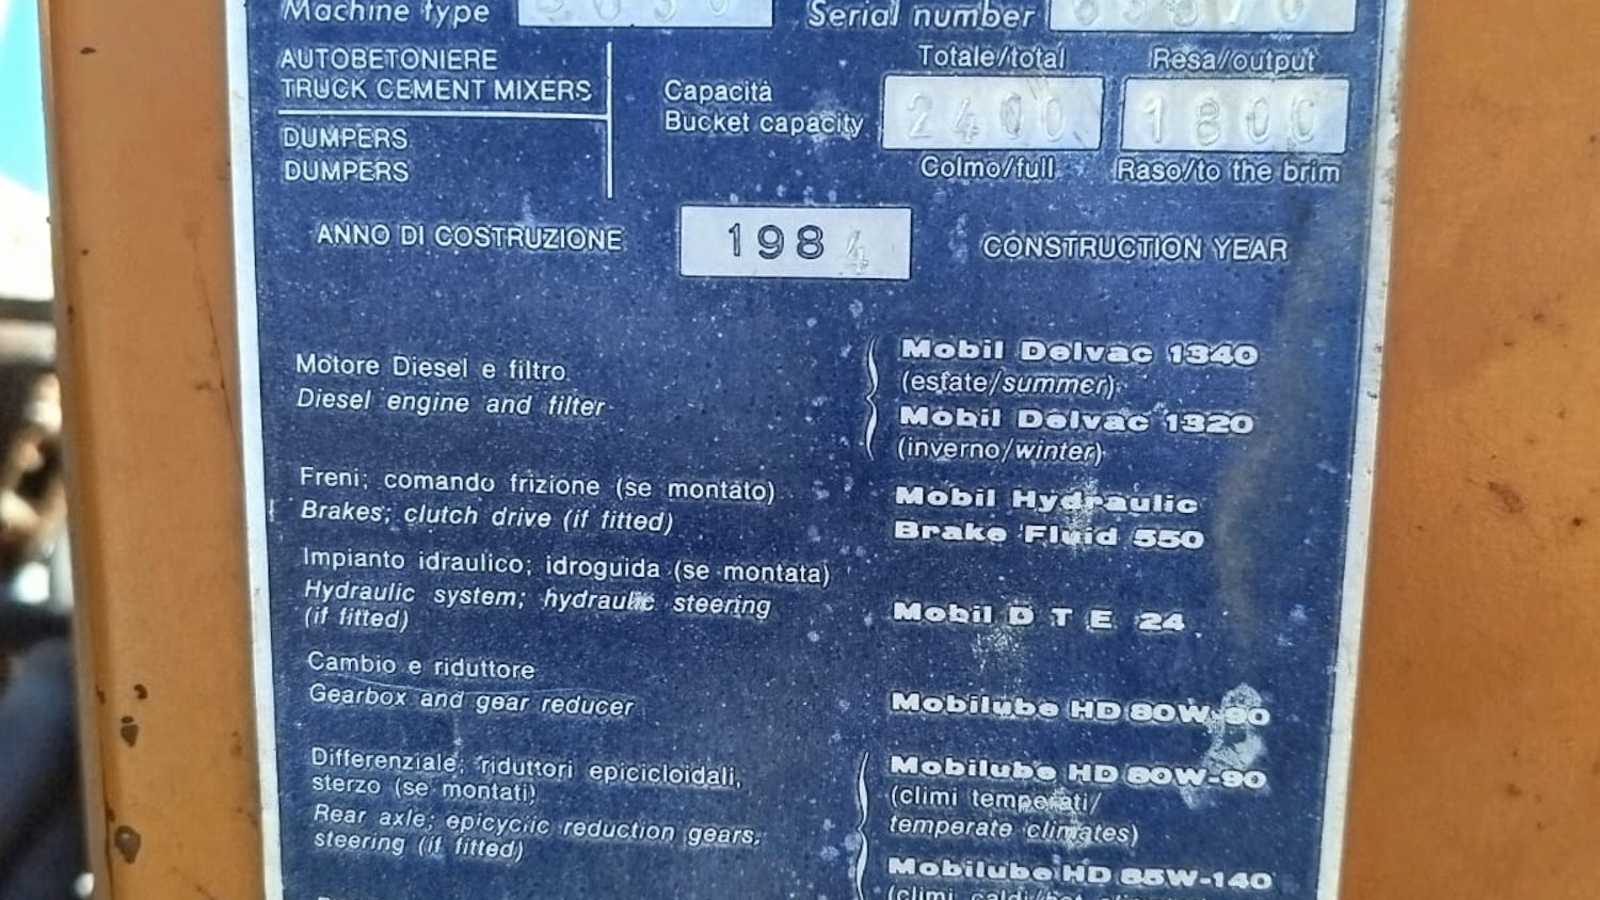 Machine type
Serial number
AUTOBETONIERE
TRUCK CEMENT MIXERS
DUMPERS
DUMPERS
Capacità
Bucket capacity
Totale/total
Resa/output
2400
1800
Colmo/full
Raso/to the brim
ANNO DI COSTRUZIONE
1984
CONSTRUCTION YEAR
Motore Diesel e filtro
Diesel engine and filter
Mobil Delvac 1340
(estate/summer)
Mobil Delvac 1320
(inverno/winter)
Freni; comando frizione (se montato)
Brakes; clutch drive (if fitted)
Mobil Hydraulic
Brake Fluid 550
Impianto idraulico; idroguida (se montata)
Hydraulic system; hydraulic steering
(if fitted)
Mobil D T E 24
Cambio e riduttore
Gearbox and gear reducer
Mobilube HD 80W-90
Differenziale; riduttori epicicloidali,
sterzo (se montati)
Rear axle; epicyclic reduction gears,
steering (if fitted)
Mobilube HD 80W-90
(climi temperati/
temperate climates)
Mobilube HD 85W-140